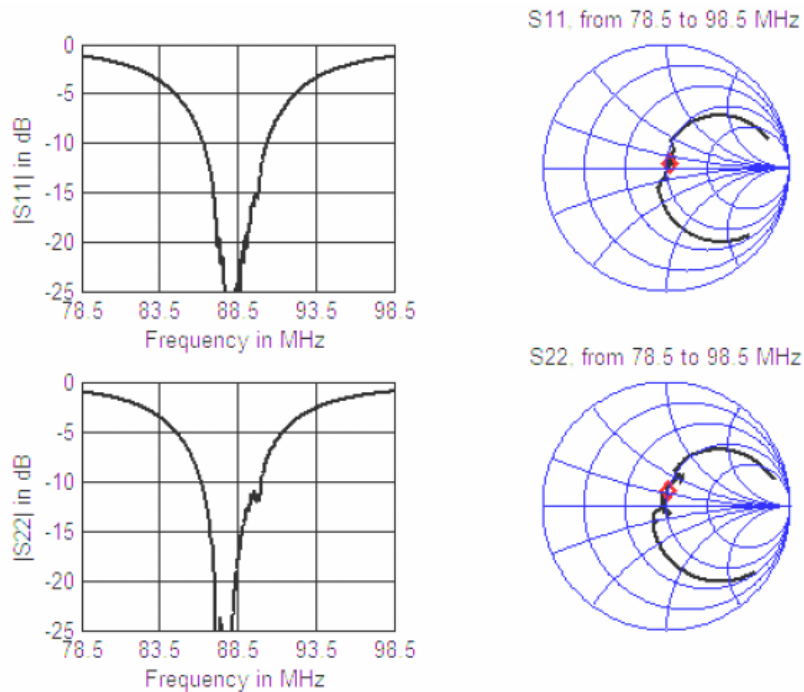 S11, from 78.5 to 98.5 MHz
0
-5
-10
-15
-20
-25
|S11| in dB
78.5 83.5 88.5 93.5 98.5
Frequency in MHz
S22, from 78.5 to 98.5 MHz
0
-5
-10
-15
-20
-25
|S22| in dB
78.5 83.5 88.5 93.5 98.5
Frequency in MHz